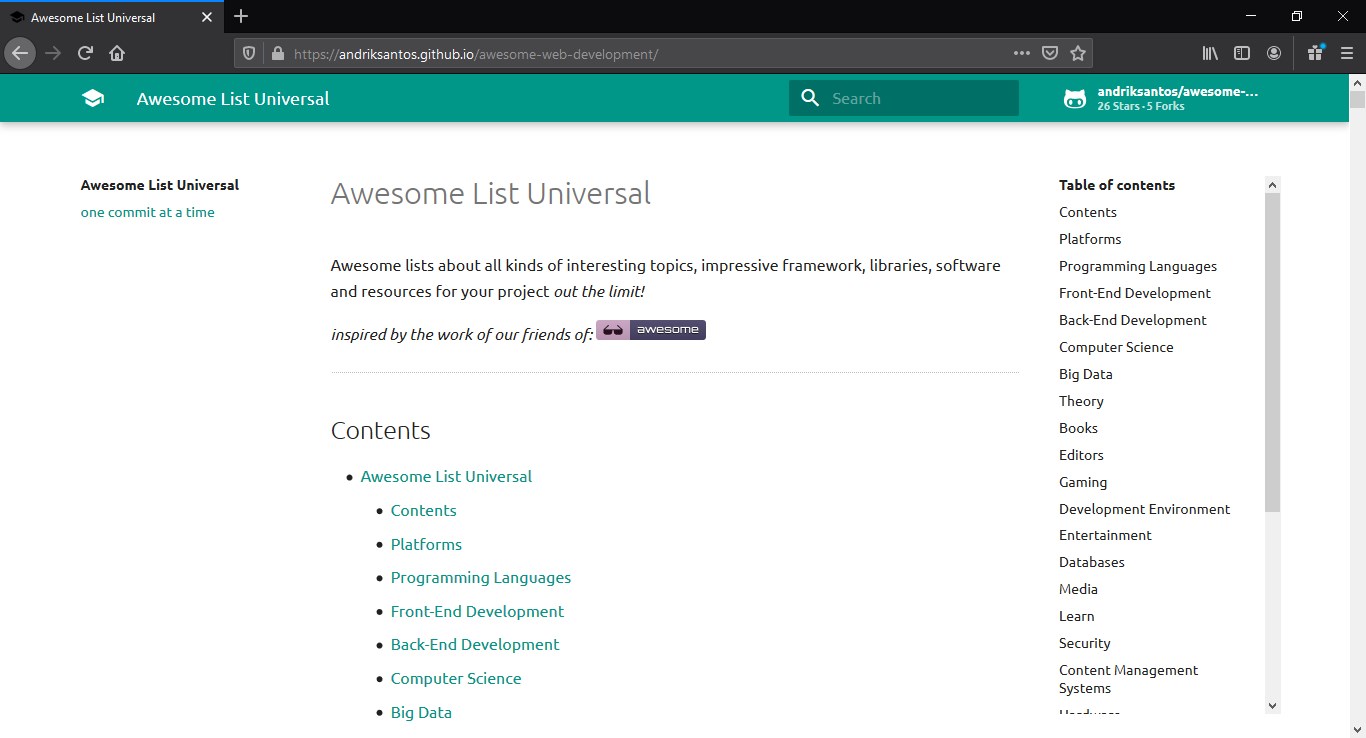 Awesome List Universal
https://andriksantos.github.io/awesome-web-development/
Awesome List Universal
Search
andriksantos/awesome-...
26 Stars · 5 Forks
Awesome List Universal
one commit at a time
Awesome List Universal
Awesome lists about all kinds of interesting topics, impressive framework, libraries, software
and resources for your project out the limit!
inspired by the work of our friends of: awesome
Contents
Awesome List Universal
Contents
Platforms
Programming Languages
Front-End Development
Back-End Development
Computer Science
Big Data
Table of contents
Contents
Platforms
Programming Languages
Front-End Development
Back-End Development
Computer Science
Big Data
Theory
Books
Editors
Gaming
Development Environment
Entertainment
Databases
Media
Learn
Security
Content Management
Systems